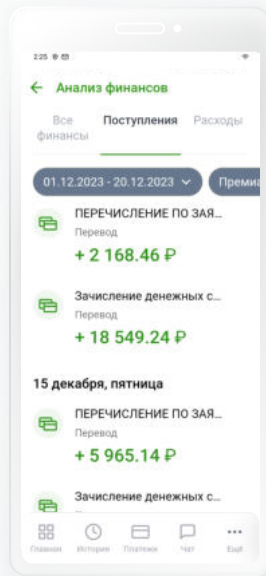 2:25
Анализ финансов
Все финансы
Поступления
Расходы
01.12.2023 - 20.12.2023
Премиа
ПЕРЕЧИСЛЕНИЕ ПО ЗАЯ...
Перевод
+ 2 168.46 ₽
Зачисление денежных с...
Перевод
+ 18 549.24 ₽
15 декабря, пятница
ПЕРЕЧИСЛЕНИЕ ПО ЗАЯ...
Перевод
+ 5 965.14 ₽
Зачисление денежных с...
Главная История Платежи Чат Ещё